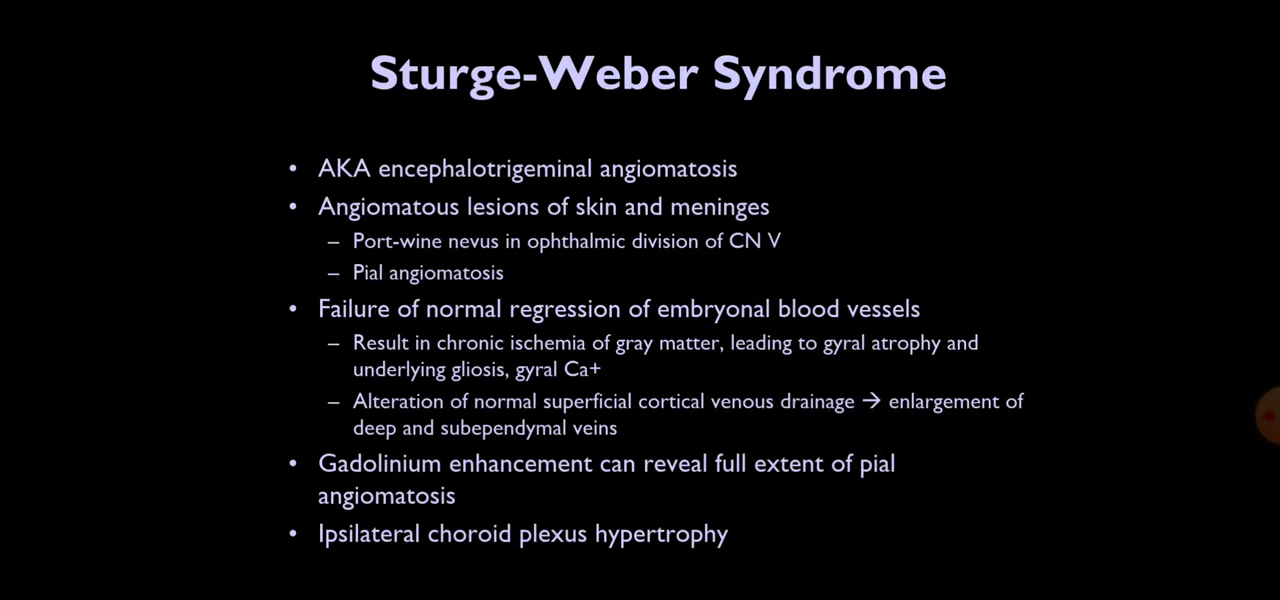 Sturge-Weber Syndrome
• AKA encephalotrigeminal angiomatosis
• Angiomatous lesions of skin and meninges
– Port-wine nevus in ophthalmic division of CN V
– Pial angiomatosis
• Failure of normal regression of embryonal blood vessels
– Result in chronic ischemia of gray matter, leading to gyral atrophy and
underlying gliosis, gyral Ca+
– Alteration of normal superficial cortical venous drainage → enlargement of
deep and subependymal veins
• Gadolinium enhancement can reveal full extent of pial
angiomatosis
• Ipsilateral choroid plexus hypertrophy